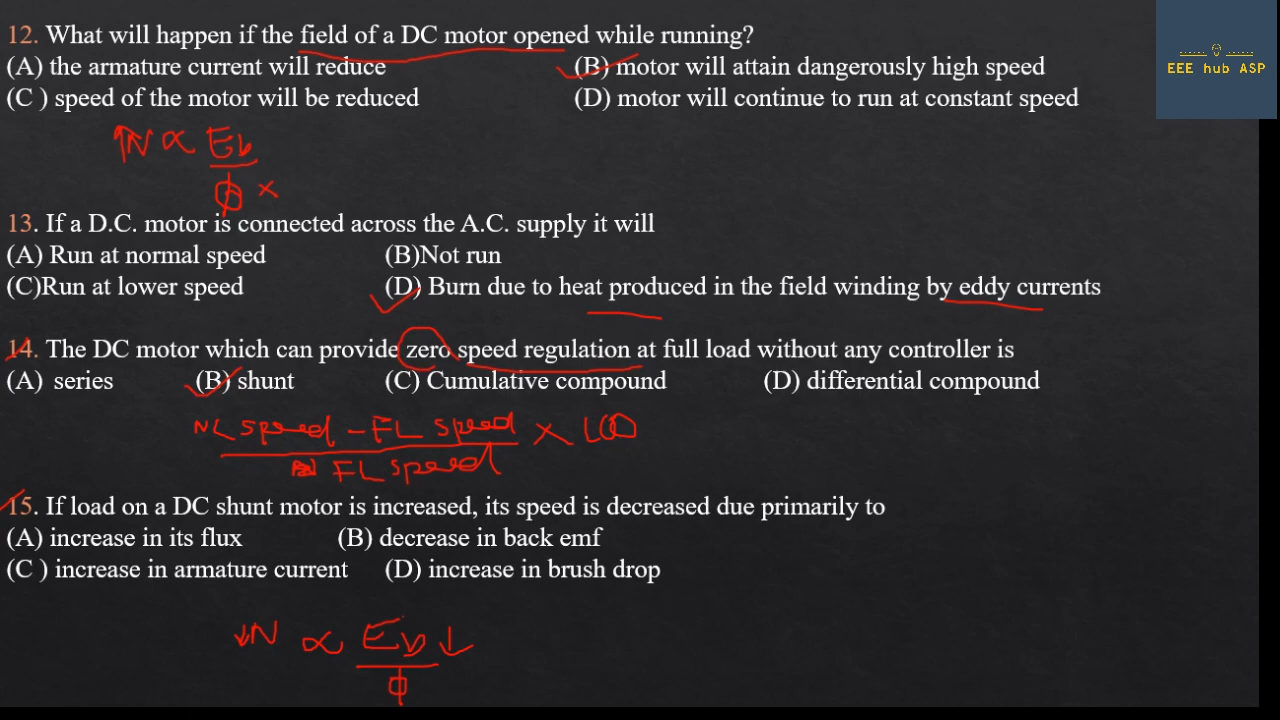 12. What will happen if the field of a DC motor opened while running?
(A) the armature current will reduce (B) motor will attain dangerously high speed
(C ) speed of the motor will be reduced (D) motor will continue to run at constant speed
EEE hub ASP
↑N ∝ Eb
ϕ ×
13. If a D.C. motor is connected across the A.C. supply it will
(A) Run at normal speed (B)Not run
(C)Run at lower speed (D) Burn due to heat produced in the field winding by eddy currents
14. The DC motor which can provide zero speed regulation at full load without any controller is
(A) series (B) shunt (C) Cumulative compound (D) differential compound
NL speed - FL speed × 100
FL speed
15. If load on a DC shunt motor is increased, its speed is decreased due primarily to
(A) increase in its flux (B) decrease in back emf
(C ) increase in armature current (D) increase in brush drop
↓N ∝ Eb ↓
ϕ